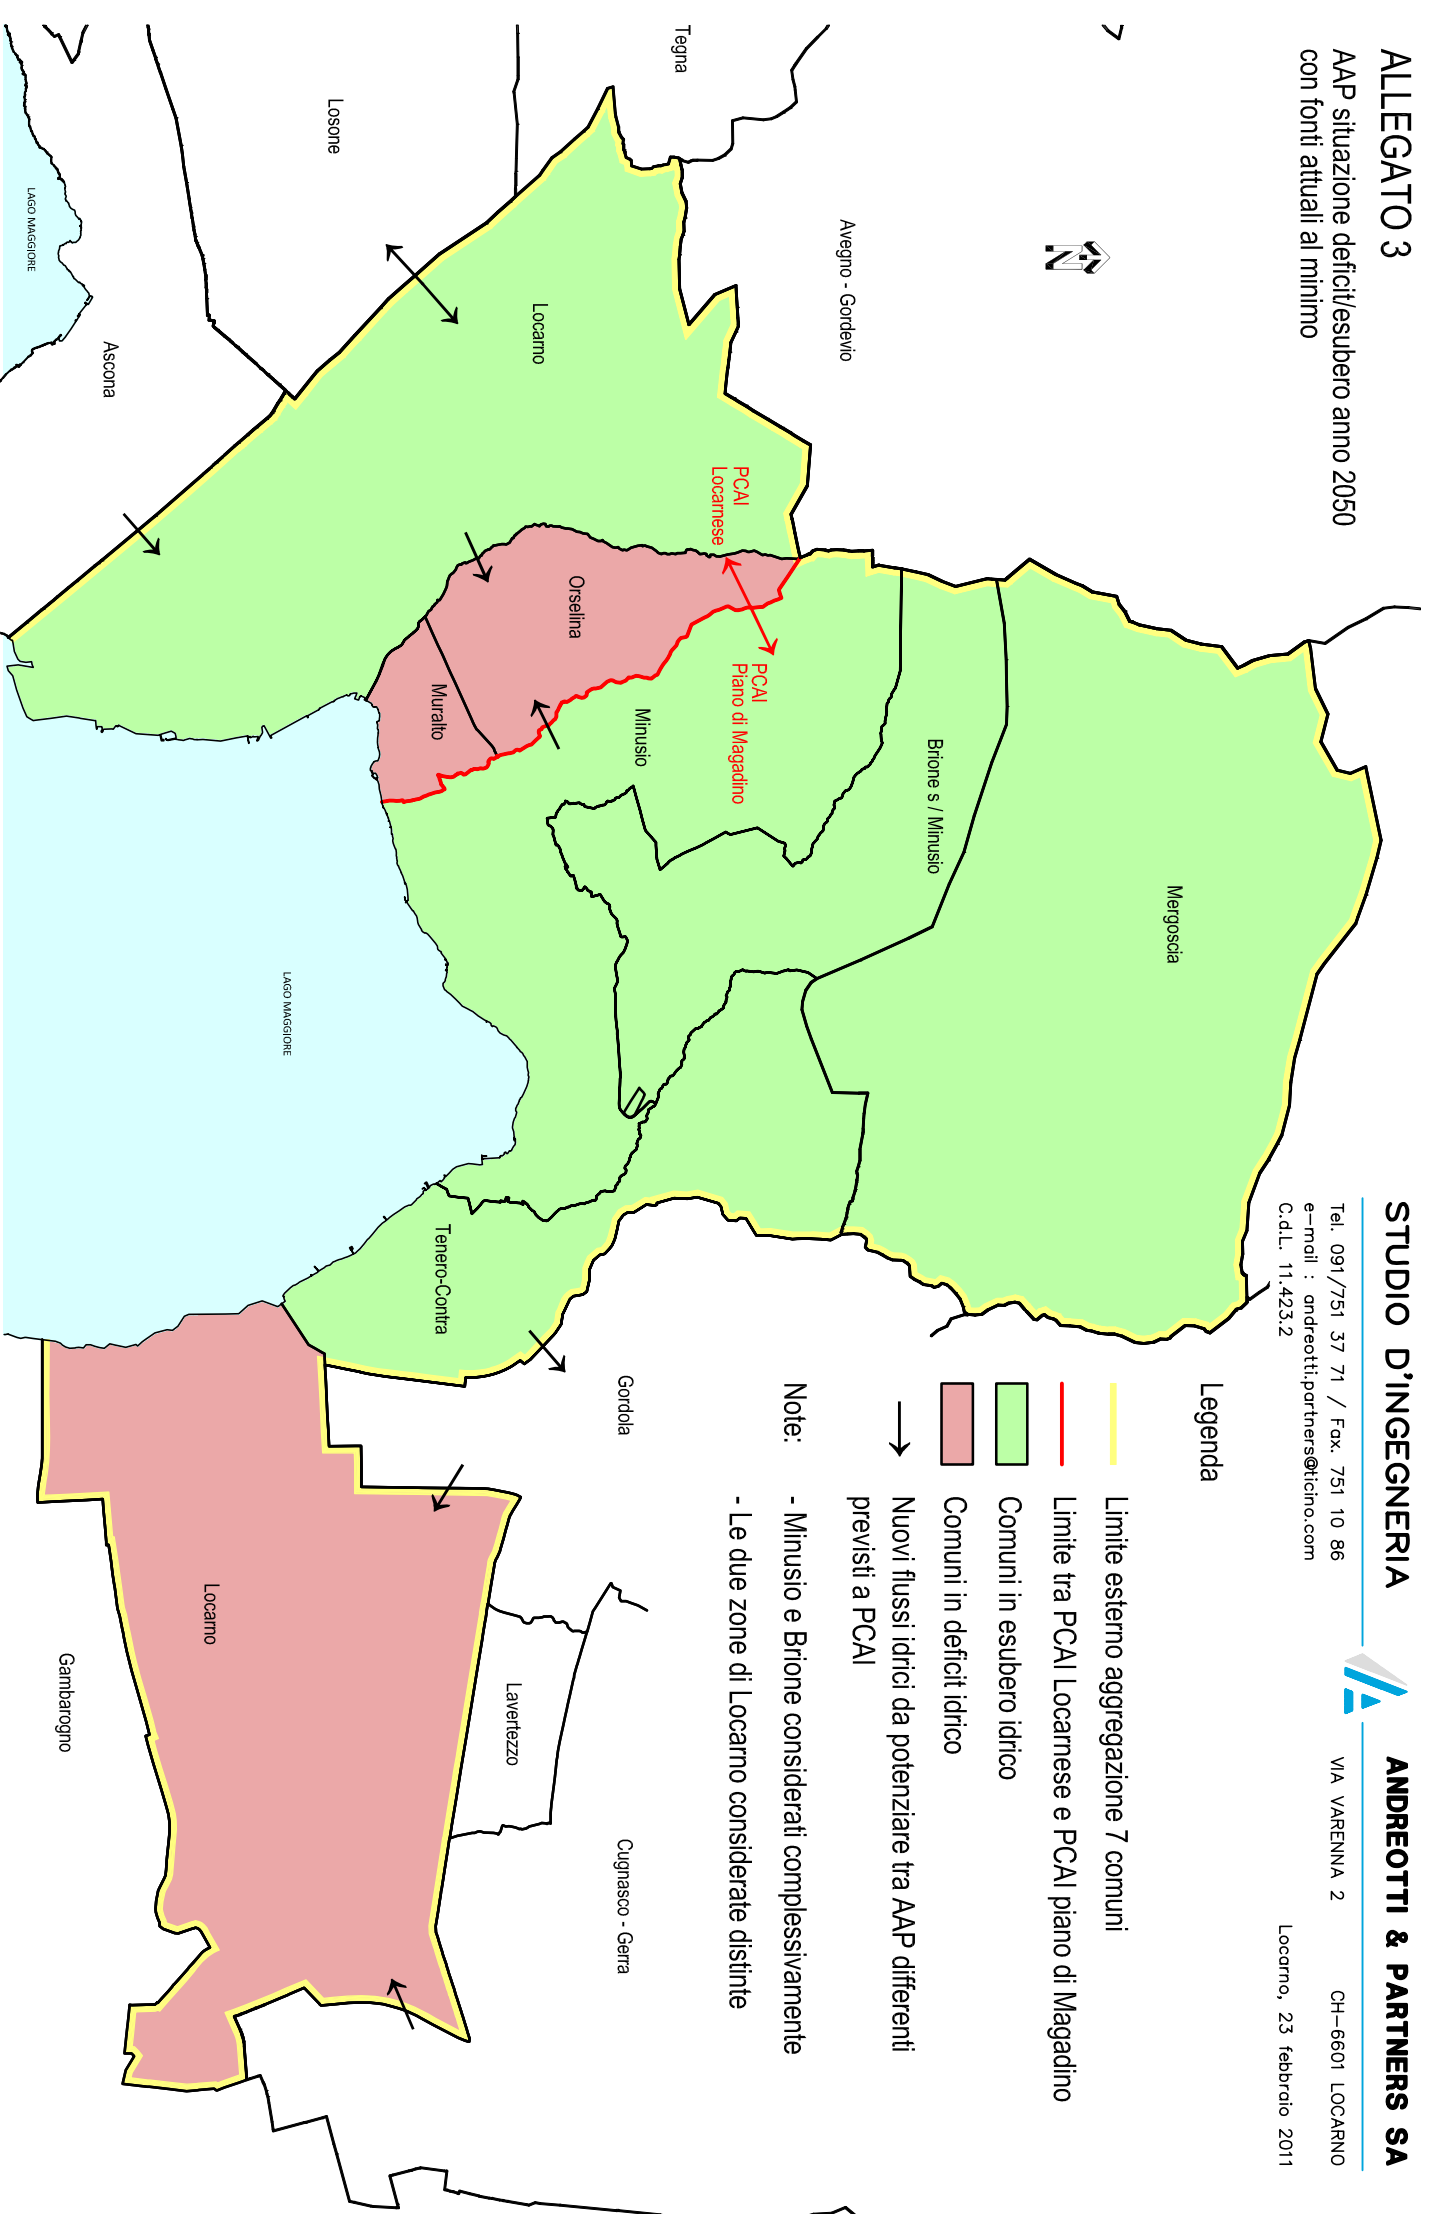 ALLEGATO 3
AAP situazione deficit/esubero anno 2050
con fonti attuali al minimo
STUDIO D'INGEGNERIA
ANDREOTTI & PARTNERS SA
Tel. 091/751 37 71 / Fax. 751 10 86
VIA VARENNA 2
CH-6601 LOCARNO
e-mail : andreotti.partners@ticino.com
C.d.L. 11.423.2
Locarno, 23 febbraio 2011
N
Legenda
Limite esterno aggregazione 7 comuni
Limite tra PCAI Locarnese e PCAI piano di Magadino
Comuni in esubero idrico
Comuni in deficit idrico
Nuovi flussi idrici da potenziare tra AAP differenti
previsti a PCAI
Note:
- Minusio e Brione considerati complessivamente
- Le due zone di Locarno considerate distinte
Mergoscia
Brione s / Minusio
Avegno - Gordevio
PCAI
Locarnese
PCAI
Piano di Magadino
Tegna
Minusio
Orselina
Locarno
Muralto
Losone
Ascona
LAGO MAGGIORE
LAGO MAGGIORE
Tenero-Contra
Gordola
Cugnasco - Gerra
Lavertezzo
Locarno
Gambarogno